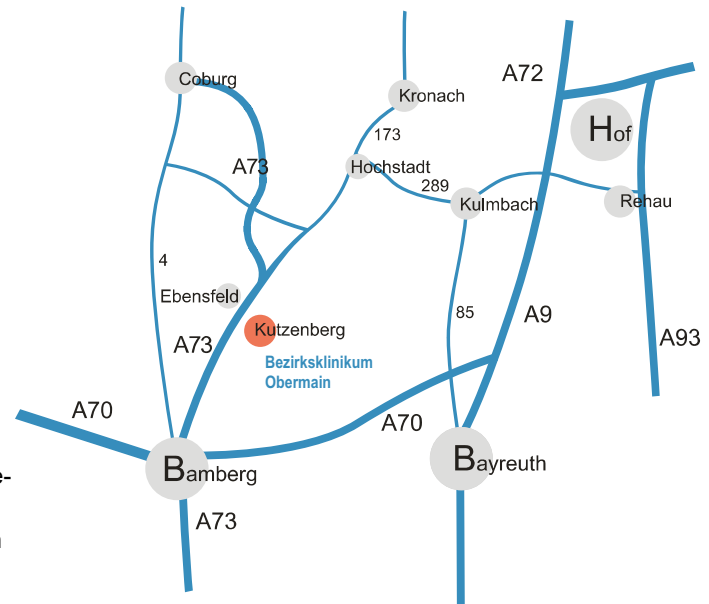 A72
Coburg
Kronach
Hof
173
A73
Hochstadt
289
Kulmbach
Rehau
4
Ebensfeld
85
A9
Kutzenberg
A73
A93
Bezirksklinikum
Obermain
A70
A70
Bamberg
Bayreuth
e-
A73